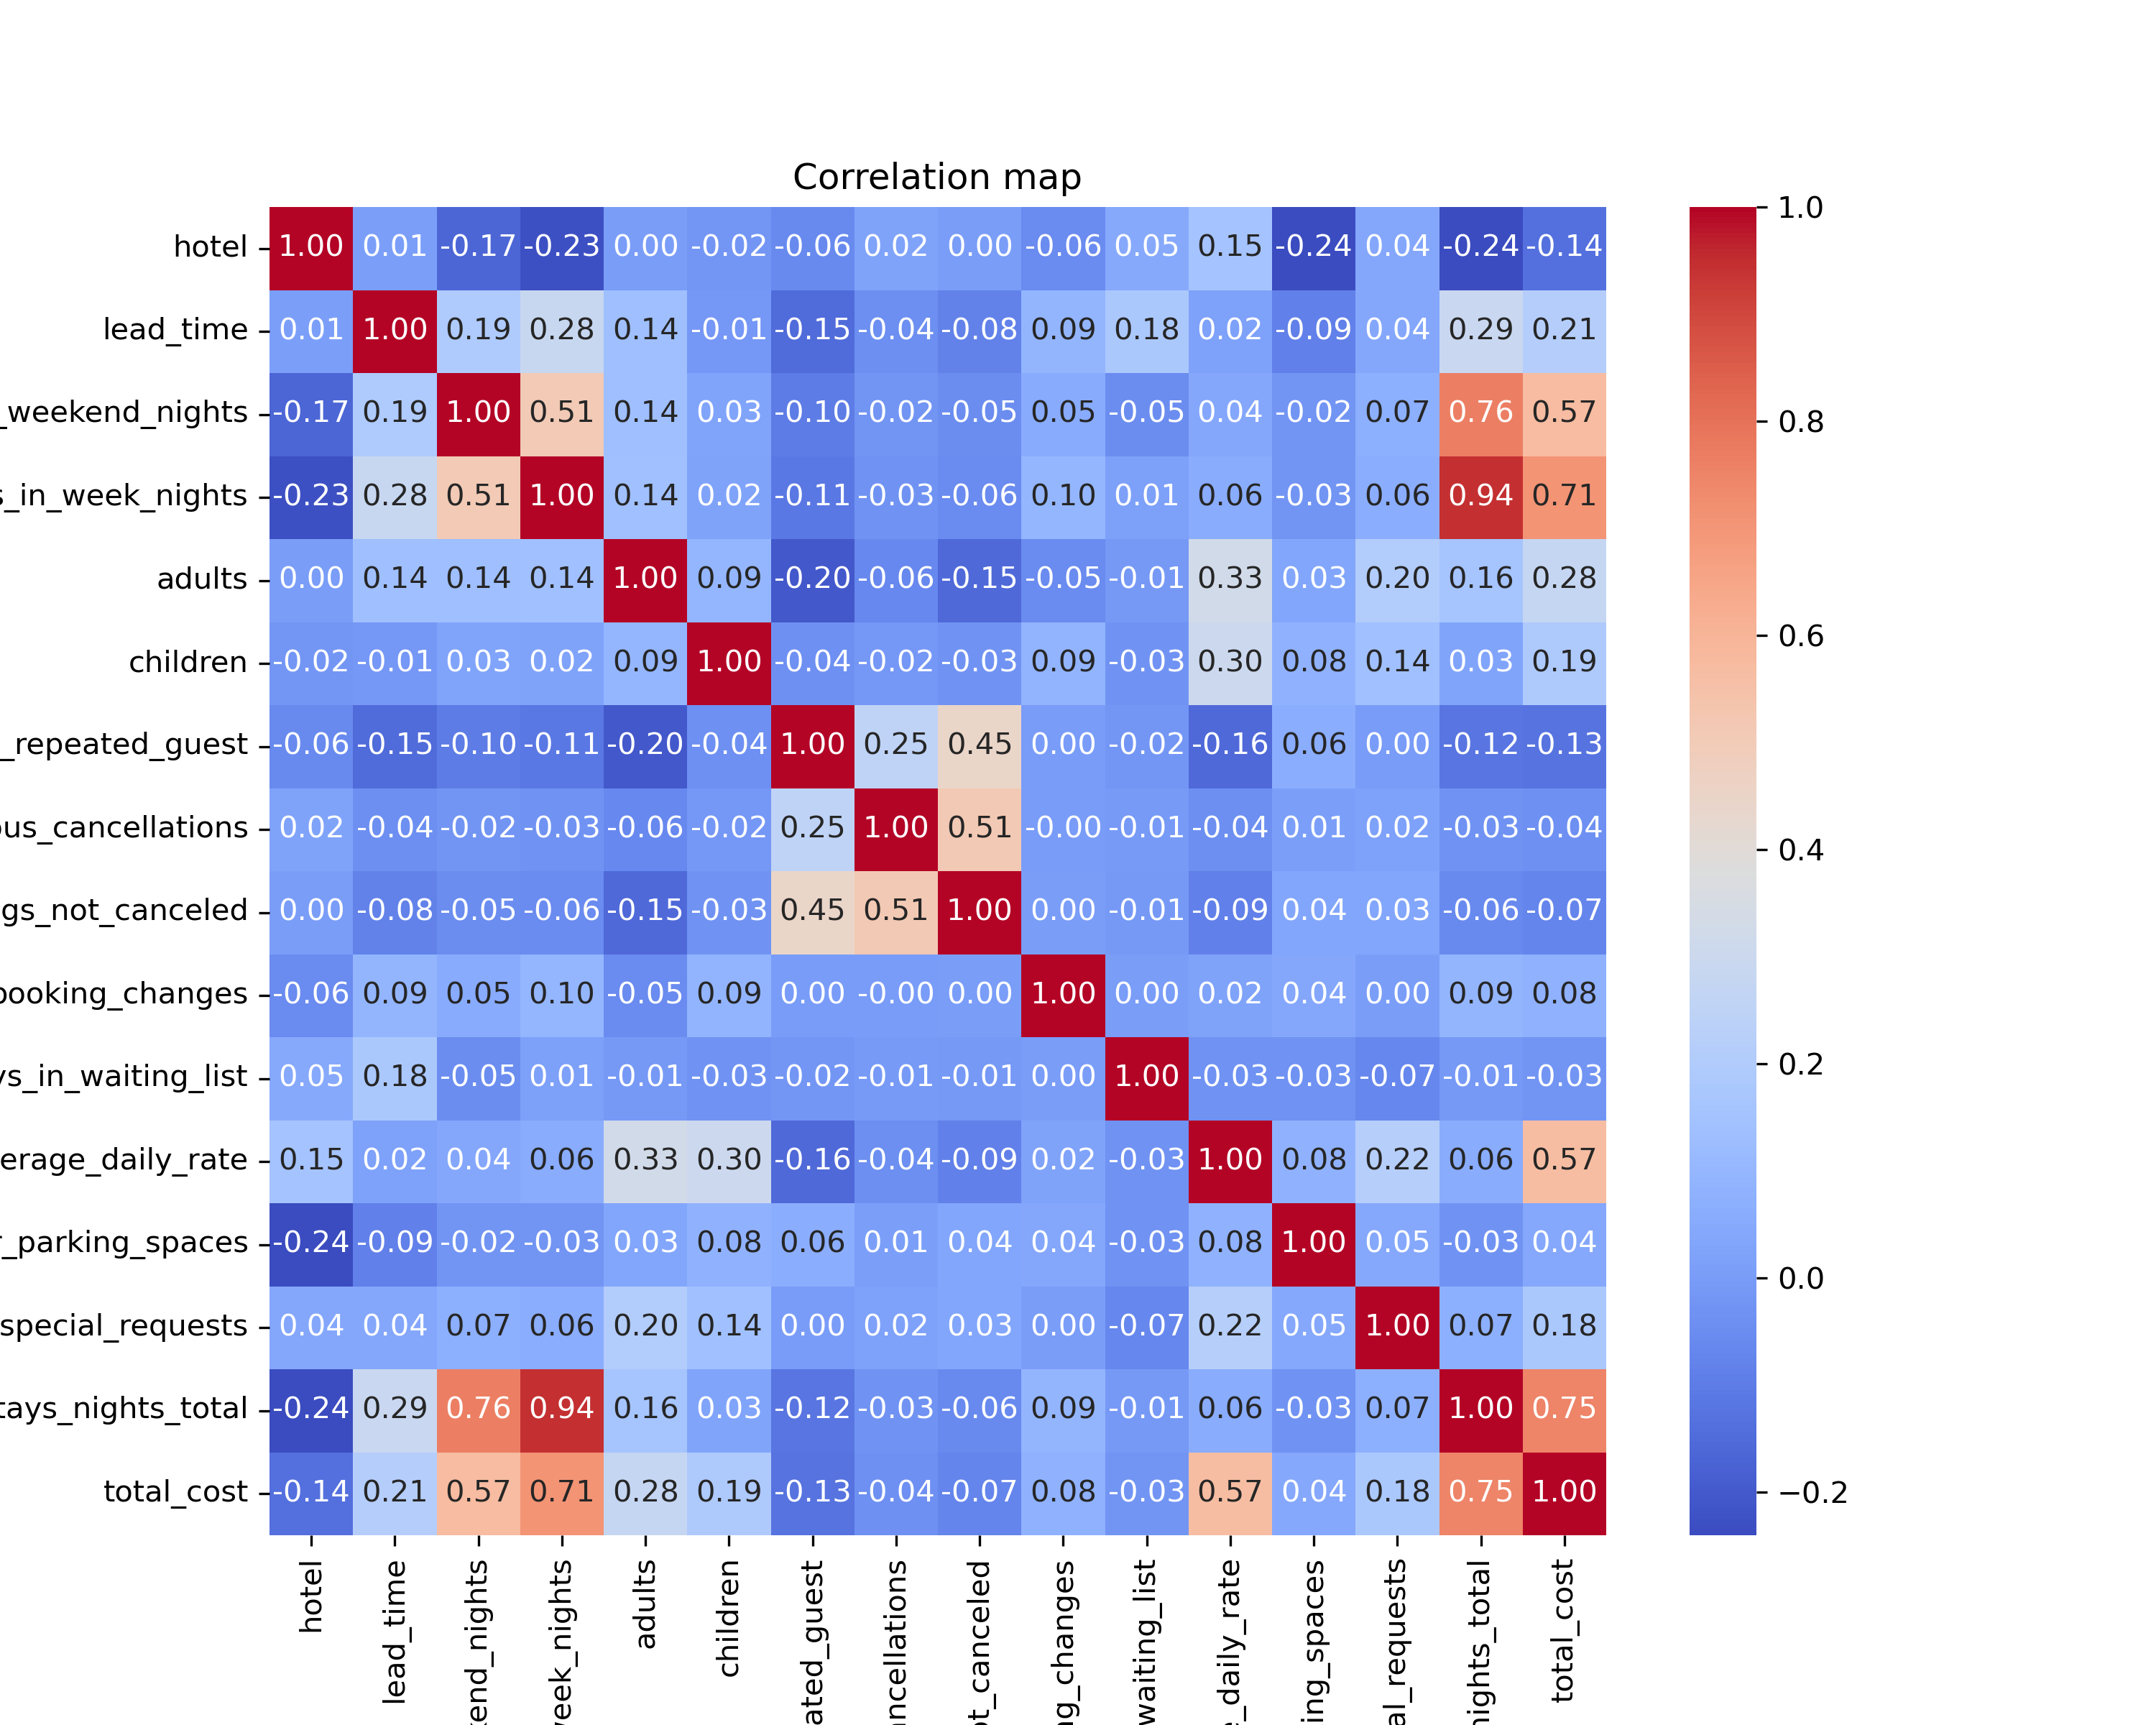 Correlation map
hotel 1.00 0.01 -0.17 -0.23 0.00 -0.02 -0.06 0.02 0.00 -0.06 0.05 0.15 -0.24 0.04 -0.24 -0.14
lead_time 0.01 1.00 0.19 0.28 0.14 -0.01 -0.15 -0.04 -0.08 0.09 0.18 0.02 -0.09 0.04 0.29 0.21
_weekend_nights -0.17 0.19 1.00 0.51 0.14 0.03 -0.10 -0.02 -0.05 0.05 -0.05 0.04 -0.02 0.07 0.76 0.57
s_in_week_nights -0.23 0.28 0.51 1.00 0.14 0.02 -0.11 -0.03 -0.06 0.10 0.01 0.06 -0.03 0.06 0.94 0.71
adults 0.00 0.14 0.14 0.14 1.00 0.09 -0.20 -0.06 -0.15 -0.05 -0.01 0.33 0.03 0.20 0.16 0.28
children -0.02 -0.01 0.03 0.02 0.09 1.00 -0.04 -0.02 -0.03 0.09 -0.03 0.30 0.08 0.14 0.03 0.19
_repeated_guest -0.06 -0.15 -0.10 -0.11 -0.20 -0.04 1.00 0.25 0.45 0.00 -0.02 -0.16 0.06 0.00 -0.12 -0.13
ous_cancellations 0.02 -0.04 -0.02 -0.03 -0.06 -0.02 0.25 1.00 0.51 -0.00 -0.01 -0.04 0.01 0.02 -0.03 -0.04
gs_not_canceled 0.00 -0.08 -0.05 -0.06 -0.15 -0.03 0.45 0.51 1.00 0.00 -0.01 -0.09 0.04 0.03 -0.06 -0.07
booking_changes -0.06 0.09 0.05 0.10 -0.05 0.09 0.00 -0.00 0.00 1.00 0.00 0.02 0.04 0.00 0.09 0.08
ys_in_waiting_list 0.05 0.18 -0.05 0.01 -0.01 -0.03 -0.02 -0.01 -0.01 0.00 1.00 -0.03 -0.03 -0.07 -0.01 -0.03
erage_daily_rate 0.15 0.02 0.04 0.06 0.33 0.30 -0.16 -0.04 -0.09 0.02 -0.03 1.00 0.08 0.22 0.06 0.57
r_parking_spaces -0.24 -0.09 -0.02 -0.03 0.03 0.08 0.06 0.01 0.04 0.04 -0.03 0.08 1.00 0.05 -0.03 0.04
special_requests 0.04 0.04 0.07 0.06 0.20 0.14 0.00 0.02 0.03 0.00 -0.07 0.22 0.05 1.00 0.07 0.18
tays_nights_total -0.24 0.29 0.76 0.94 0.16 0.03 -0.12 -0.03 -0.06 0.09 -0.01 0.06 -0.03 0.07 1.00 0.75
total_cost -0.14 0.21 0.57 0.71 0.28 0.19 -0.13 -0.04 -0.07 0.08 -0.03 0.57 0.04 0.18 0.75 1.00
hotel
lead_time
kend_nights
week_nights
adults
children
ated_guest
ancellations
ot_canceled
ng_changes
waiting_list
e_daily_rate
ing_spaces
al_requests
nights_total
total_cost
1.0
0.8
0.6
0.4
0.2
0.0
−0.2